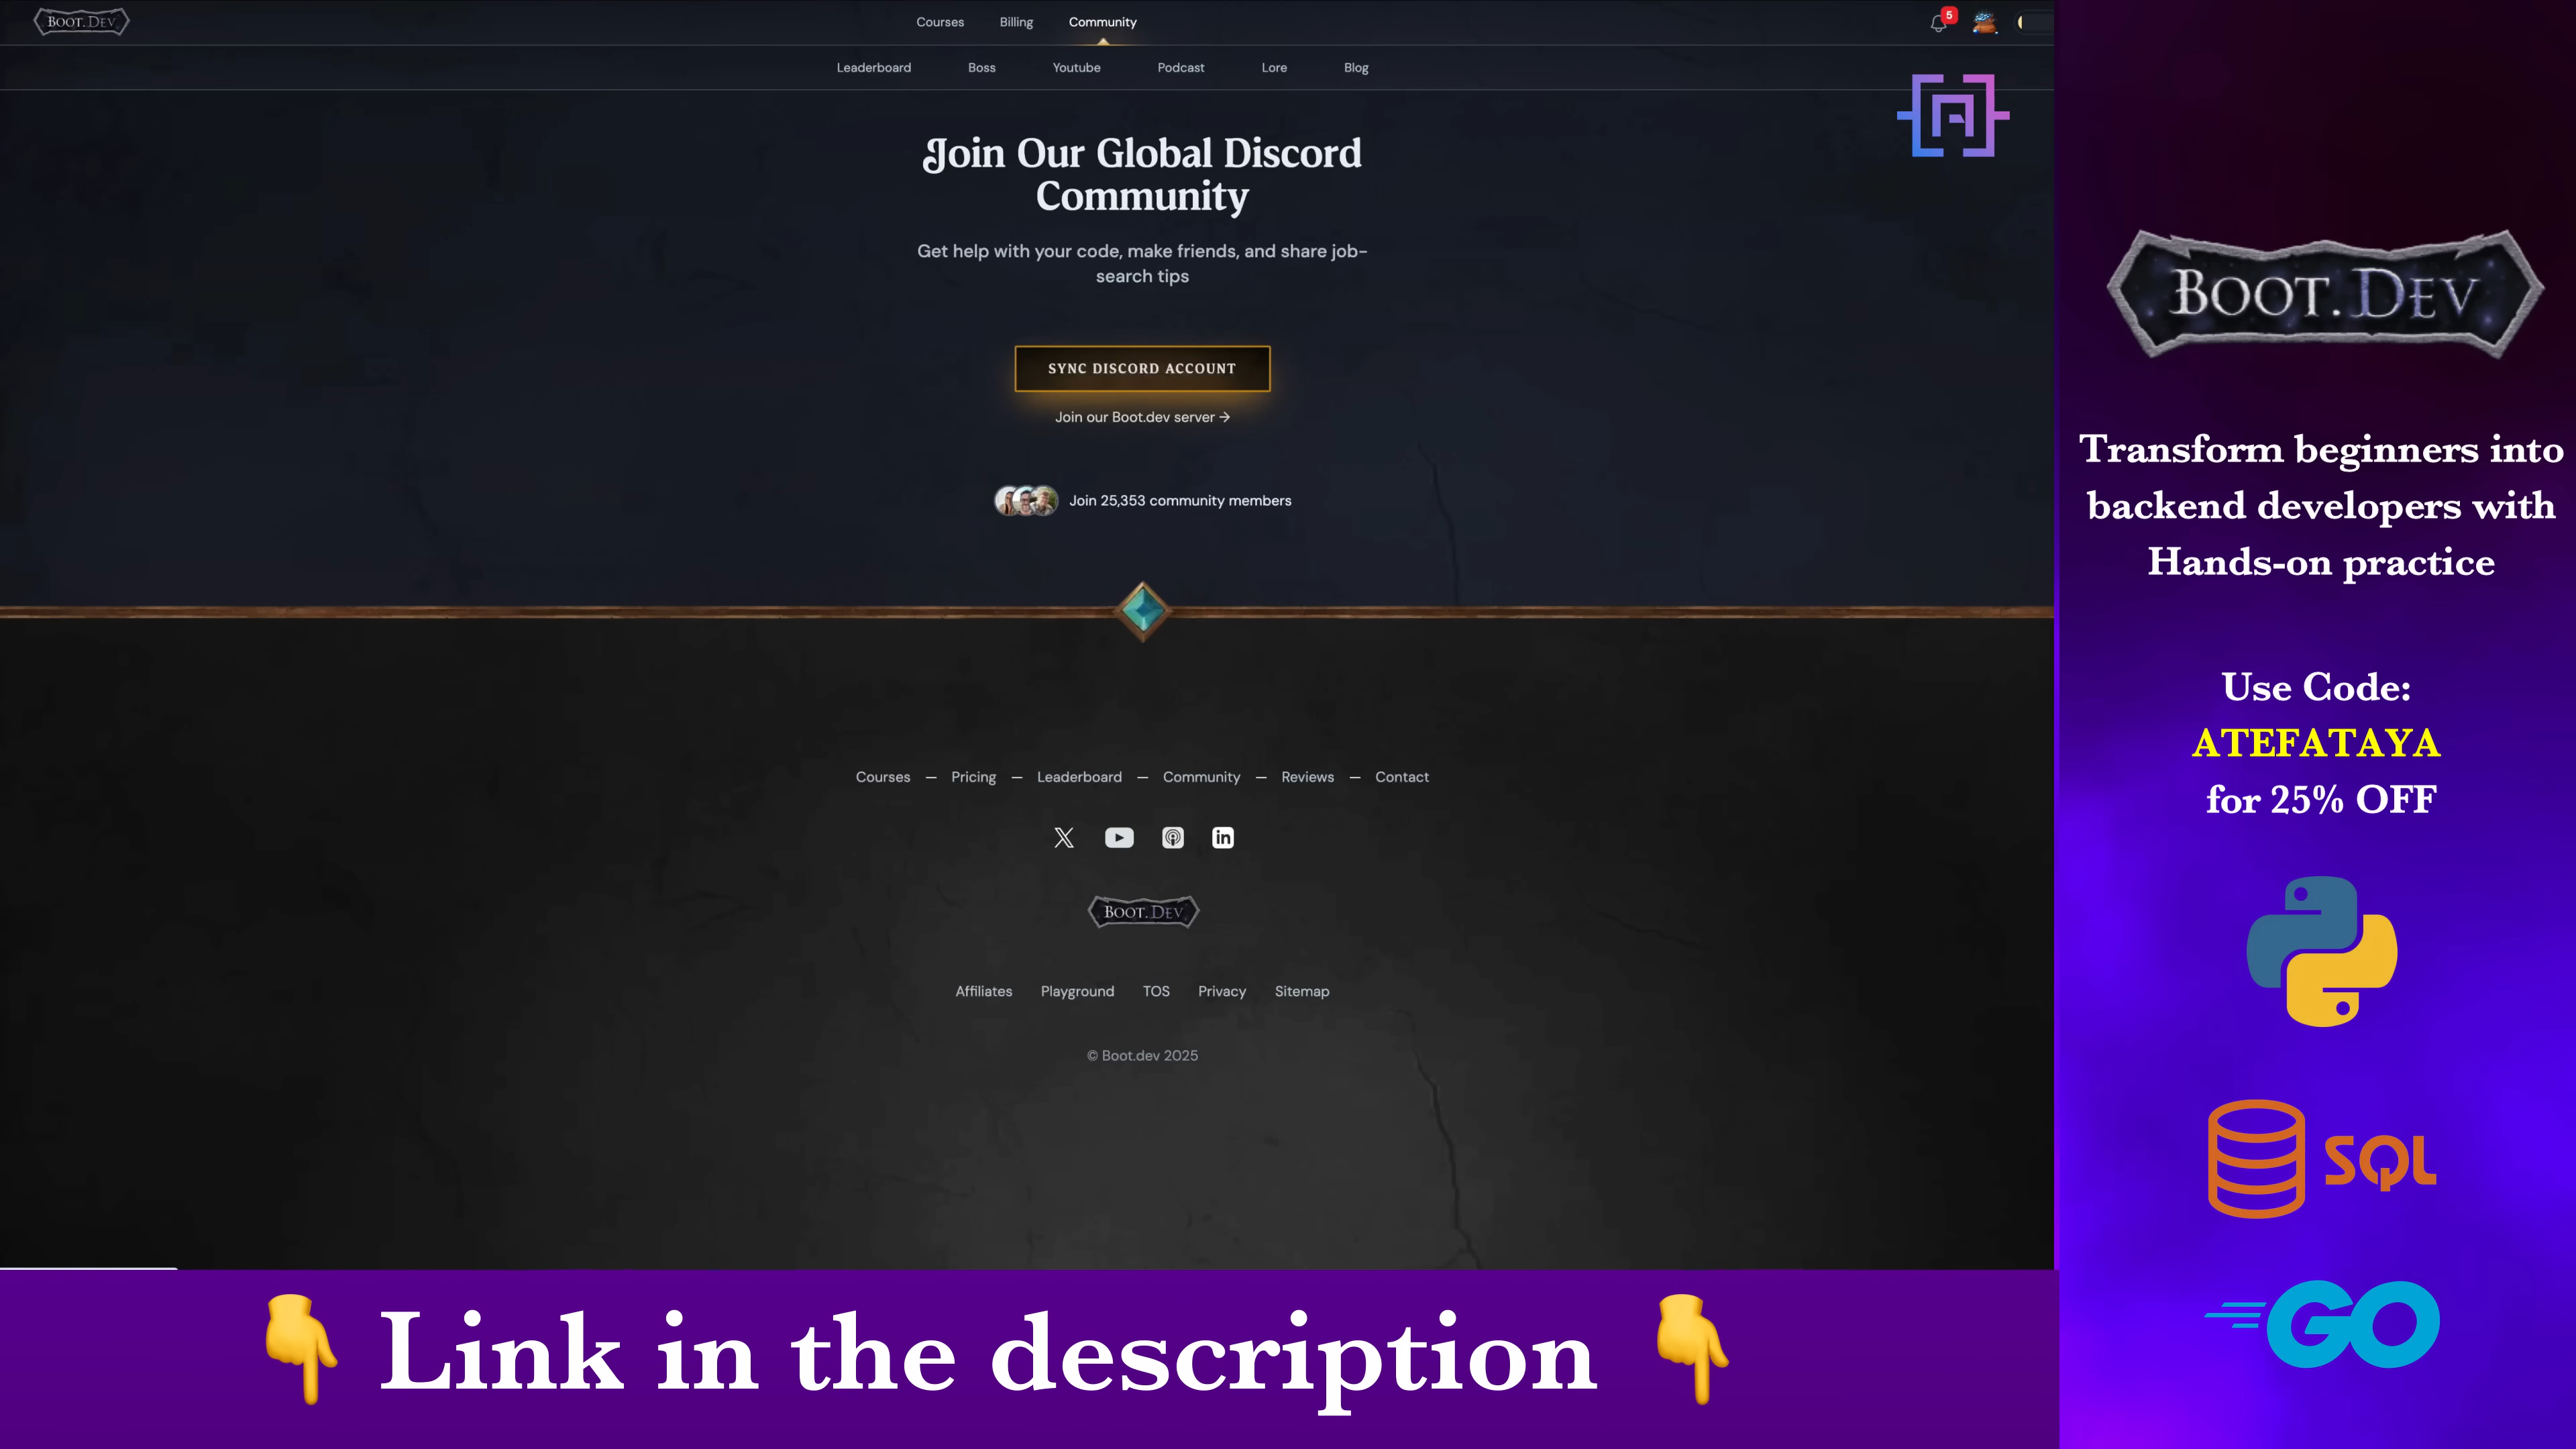 BOOT.DEV
Courses Billing Community
5
Leaderboard Boss Youtube Podcast Lore Blog
Join Our Global Discord
Community
Get help with your code, make friends, and share job-
search tips
SYNC DISCORD ACCOUNT
Join our Boot.dev server →
Join 25,353 community members
Courses — Pricing — Leaderboard — Community — Reviews — Contact
in
BOOT.DEV
Affiliates Playground TOS Privacy Sitemap
© Boot.dev 2025
👇 Link in the description 👇
BOOT.DEV
Transform beginners into
backend developers with
Hands-on practice
Use Code:
ATEFATAYA
for 25% OFF
SQL
GO